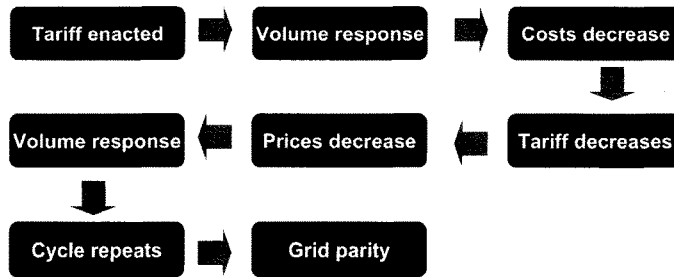 Tariff enacted
Volume response
Costs decrease
Tariff decreases
Prices decrease
Volume response
Cycle repeats
Grid parity